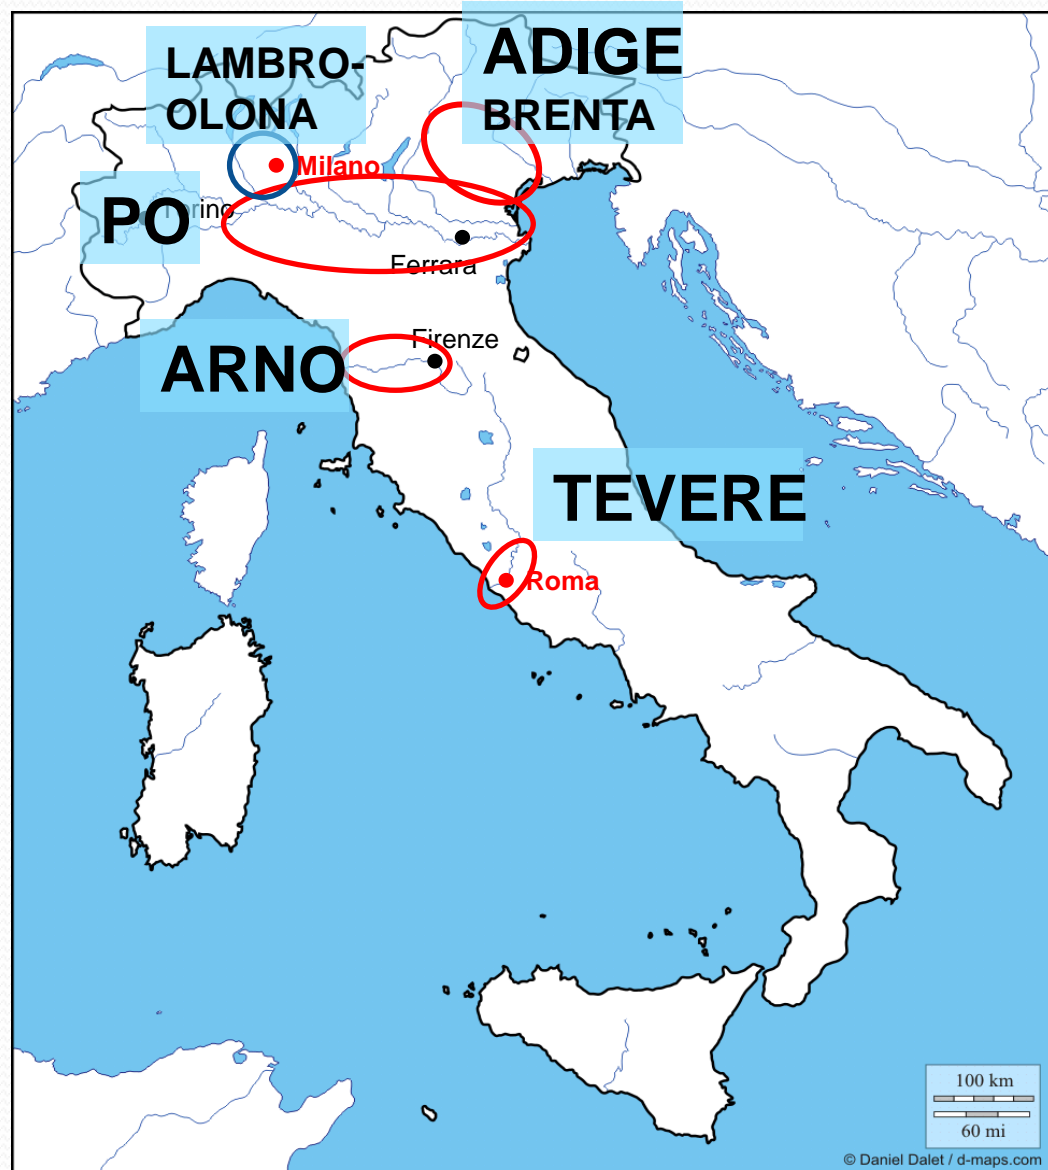 LAMBRO-
OLONA
ADIGE
BRENTA
Milano
PO
Torino
Ferrara
Firenze
ARNO
TEVERE
Roma
100 km
60 mi
© Daniel Dalet / d-maps.com